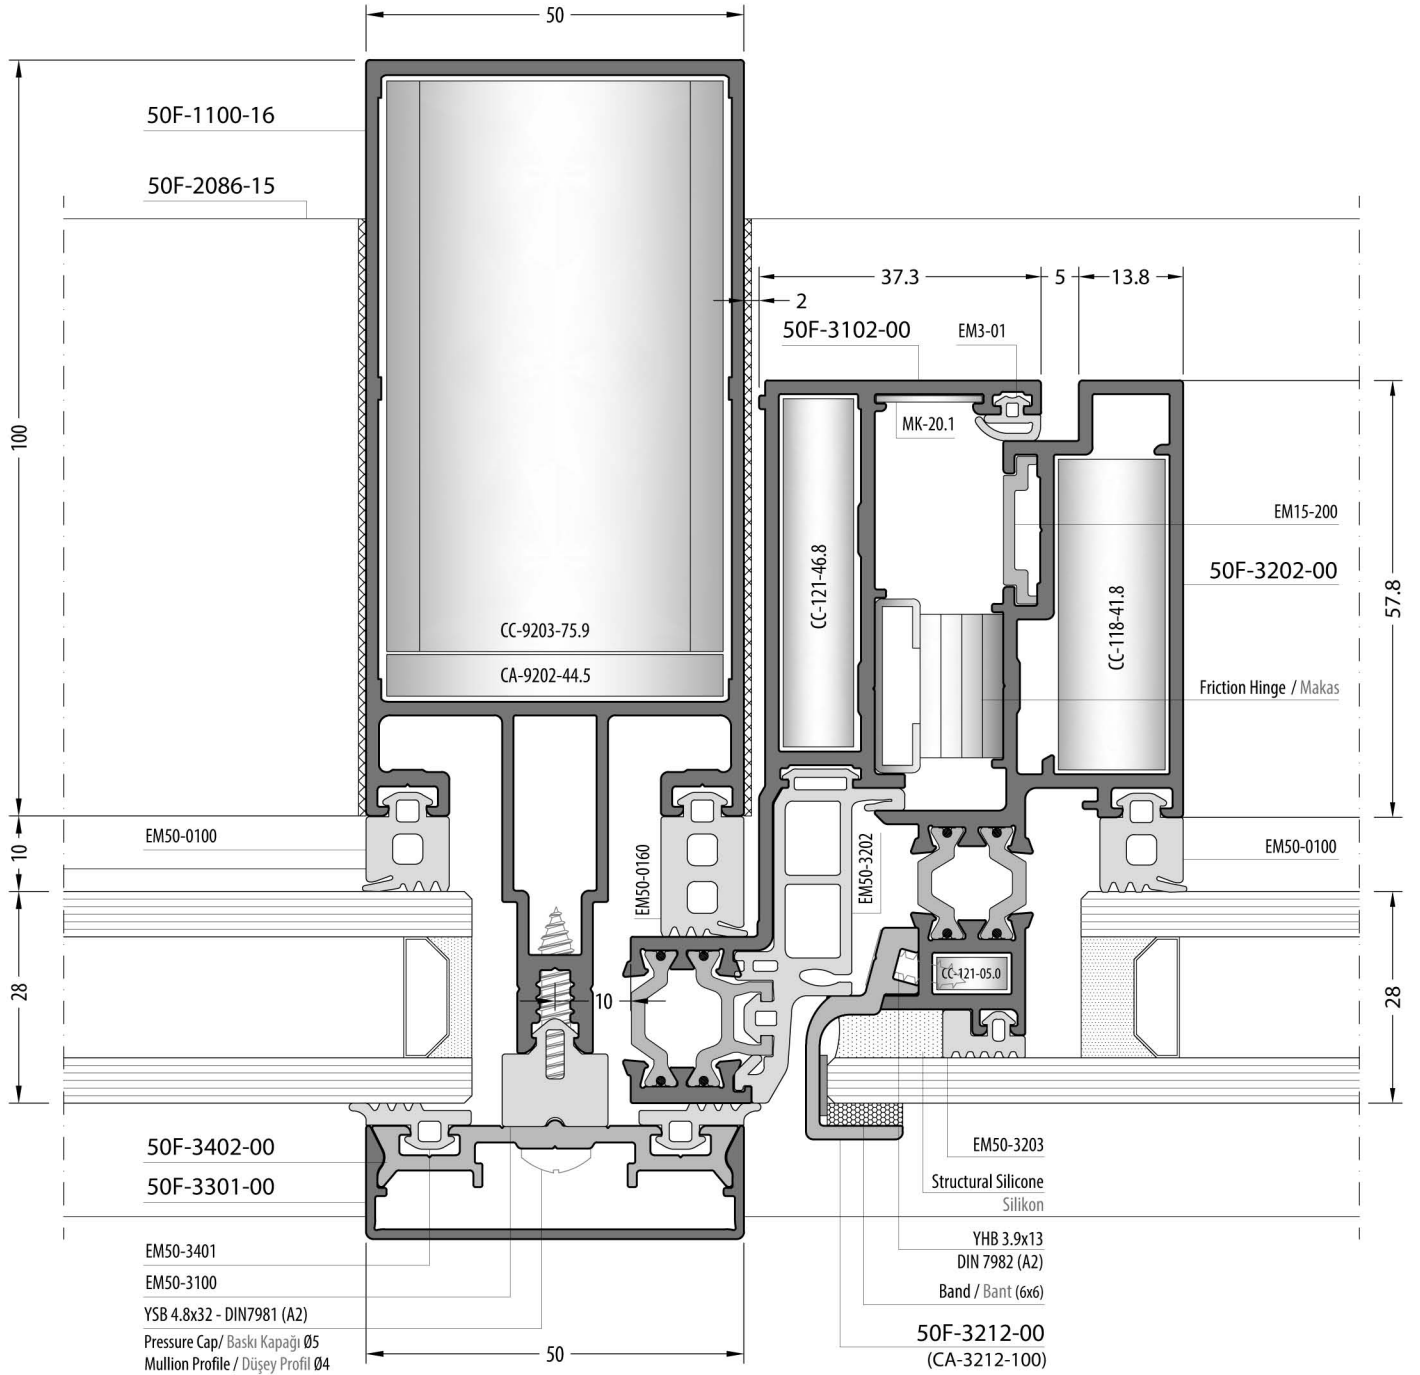 50
50F-1100-16
50F-2086-15
37.3
5
13.8
2
50F-3102-00
EM3-01
MK-20.1
100
EM15-200
50F-3202-00
57.8
CC-121-46.8
CC-118-41.8
CC-9203-75.9
CA-9202-44.5
Friction Hinge / Makas
EM50-0100
10
EM50-0160
EM50-3202
EM50-0100
28
10
CC-121-05.0
28
50F-3402-00
50F-3301-00
EM50-3203
Structural Silicone
Silikon
EM50-3401
EM50-3100
YSB 4.8x32 - DIN7981 (A2)
Pressure Cap/ Baskı Kapağı Ø5
Mullion Profile / Düşey Profil Ø4
YHB 3.9x13
DIN 7982 (A2)
Band / Bant (6x6)
50F-3212-00
(CA-3212-100)
50